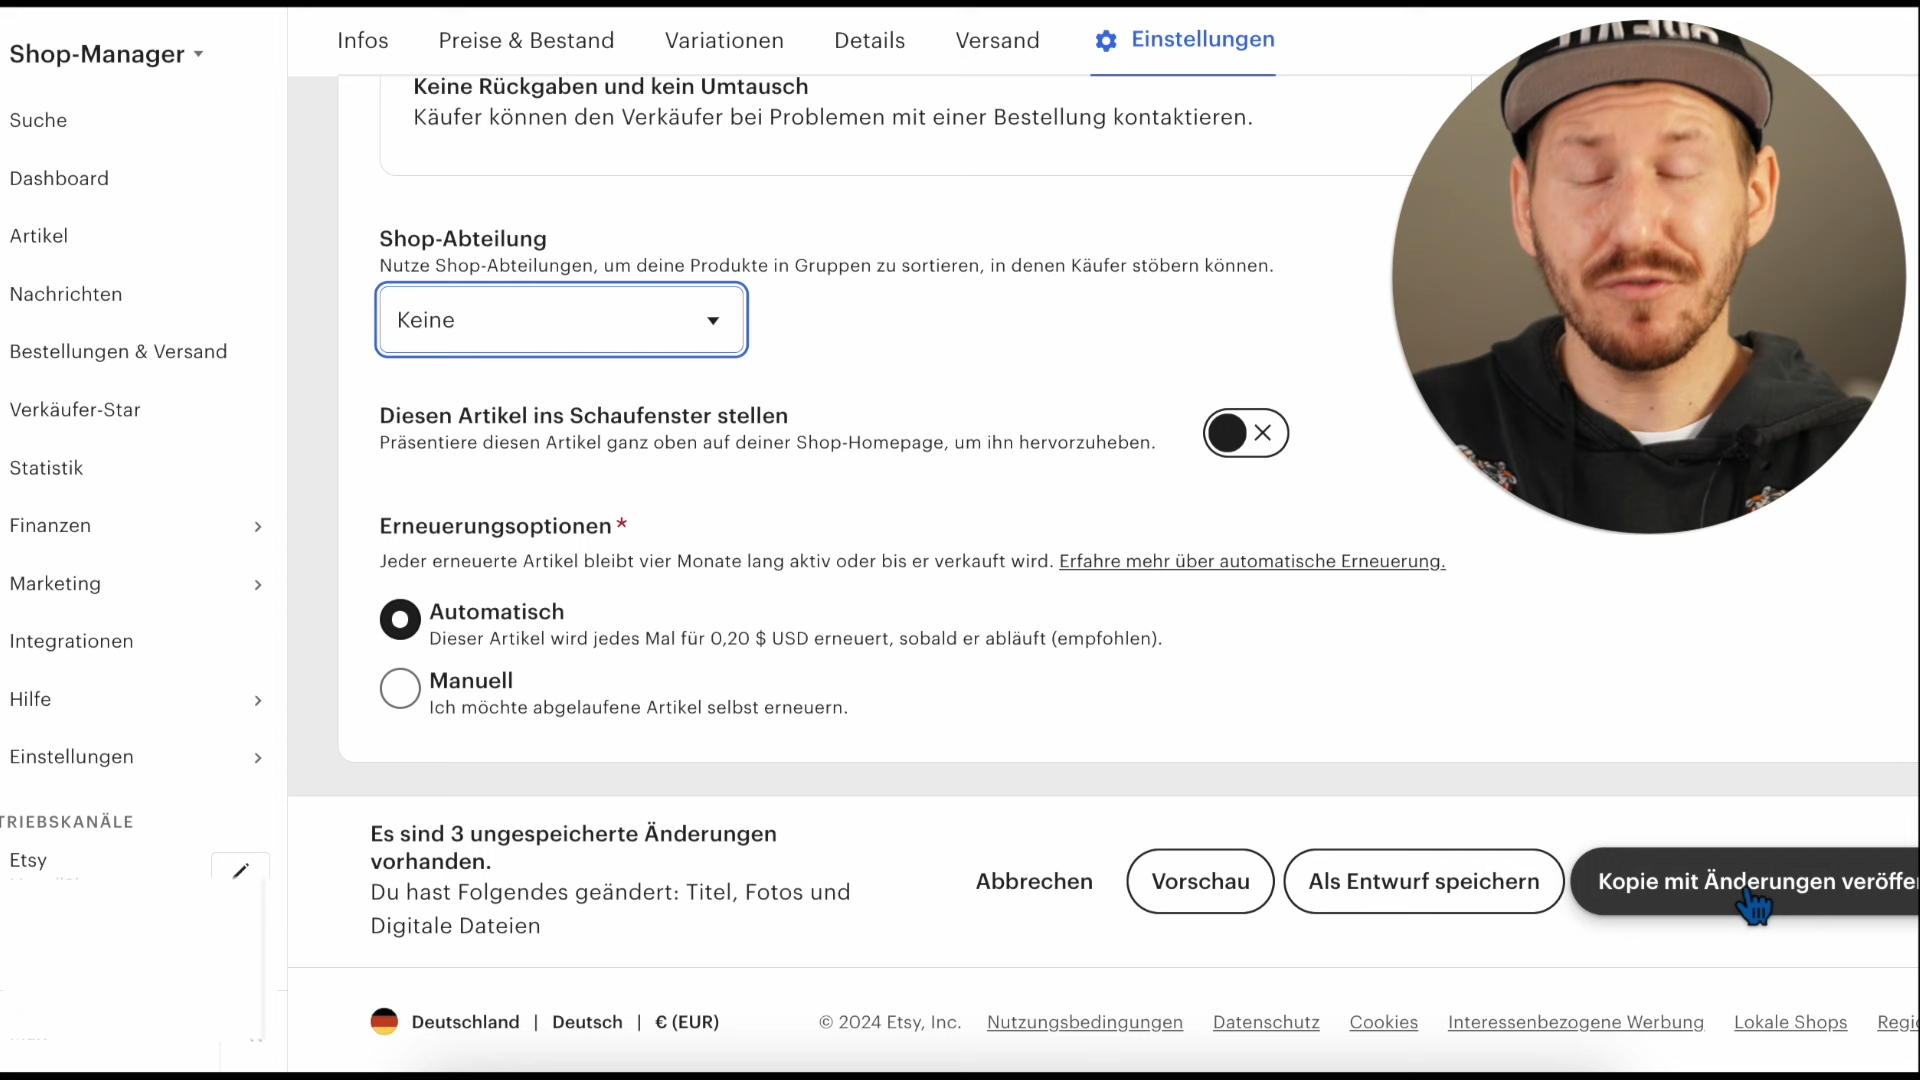 Shop-Manager
Suche
Dashboard
Artikel
Nachrichten
Bestellungen & Versand
Verkäufer-Star
Statistik
Finanzen
Marketing
Integrationen
Hilfe
Einstellungen
TRIEBSKANÄLE
Etsy
Infos
Preise & Bestand
Variationen
Details
Versand
Einstellungen
Keine Rückgaben und kein Umtausch
Käufer können den Verkäufer bei Problemen mit einer Bestellung kontaktieren.
Shop-Abteilung
Nutze Shop-Abteilungen, um deine Produkte in Gruppen zu sortieren, in denen Käufer stöbern können.
Keine
Diesen Artikel ins Schaufenster stellen
Präsentiere diesen Artikel ganz oben auf deiner Shop-Homepage, um ihn hervorzuheben.
Erneuerungsoptionen *
Jeder erneuerte Artikel bleibt vier Monate lang aktiv oder bis er verkauft wird. Erfahre mehr über automatische Erneuerung.
Automatisch
Dieser Artikel wird jedes Mal für 0,20 $ USD erneuert, sobald er abläuft (empfohlen).
Manuell
Ich möchte abgelaufene Artikel selbst erneuern.
Es sind 3 ungespeicherte Änderungen
vorhanden.
Du hast Folgendes geändert: Titel, Fotos und
Digitale Dateien
Abbrechen
Vorschau
Als Entwurf speichern
Kopie mit Änderungen veröffe
Deutschland | Deutsch | € (EUR)
© 2024 Etsy, Inc.
Nutzungsbedingungen
Datenschutz
Cookies
Interessenbezogene Werbung
Lokale Shops
Regi